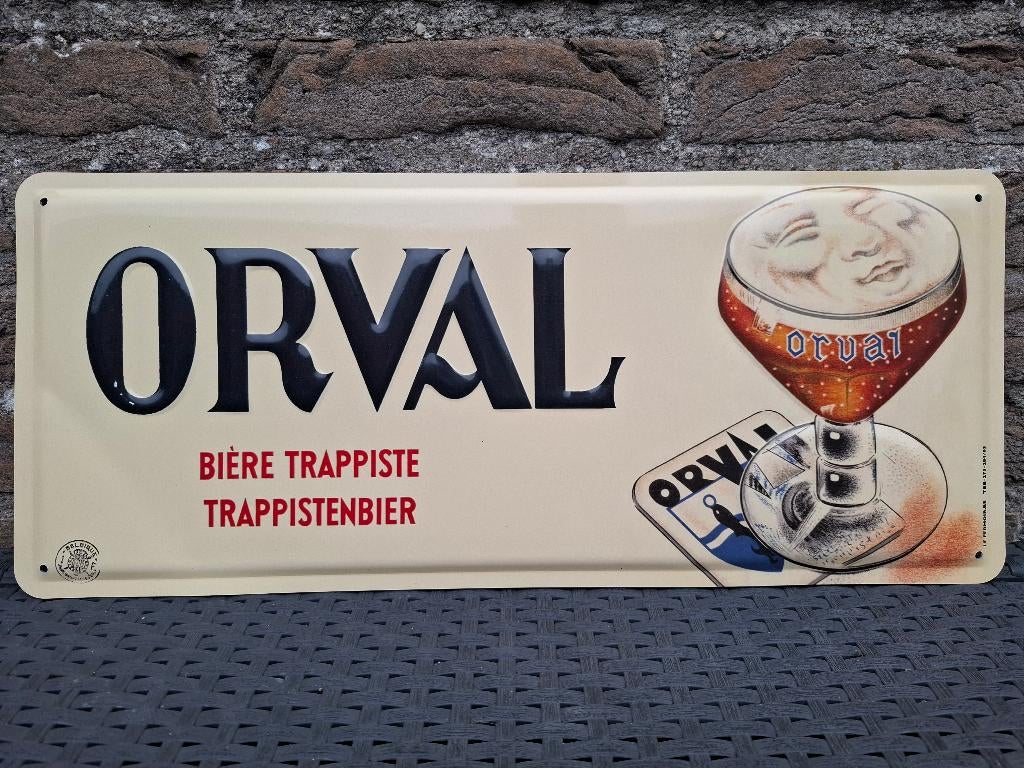 ORVAL
BIÈRE TRAPPISTE
TRAPPISTENBIER
orval
ORVAL